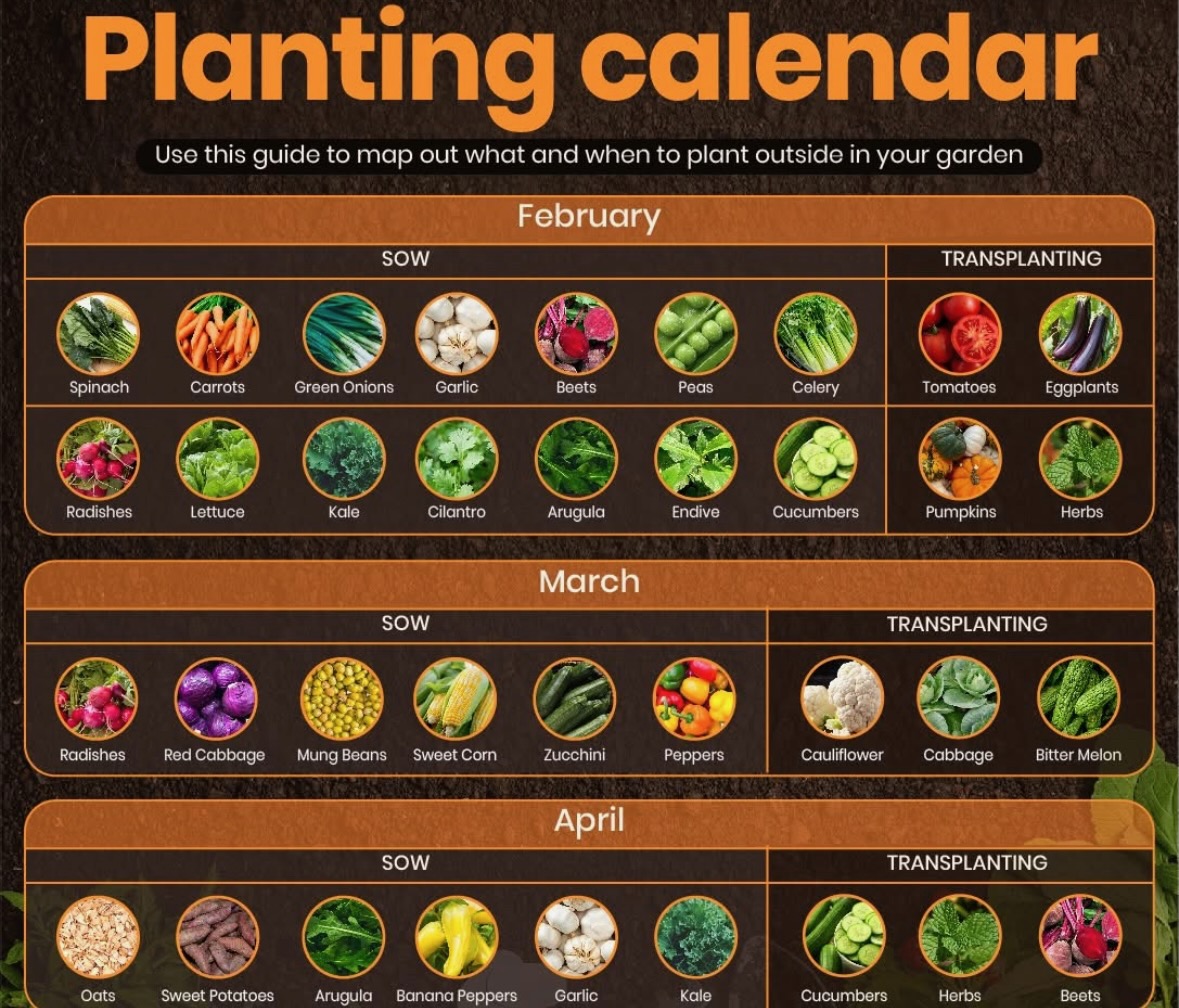 Planting calendar
Use this guide to map out what and when to plant outside in your garden
February
SOW TRANSPLANTING
Spinach Carrots Green Onions Garlic Beets Peas Celery Tomatoes Eggplants
Radishes Lettuce Kale Cilantro Arugula Endive Cucumbers Pumpkins Herbs
March
SOW TRANSPLANTING
Radishes Red Cabbage Mung Beans Sweet Corn Zucchini Peppers Cauliflower Cabbage Bitter Melon
April
SOW TRANSPLANTING
Oats Sweet Potatoes Arugula Banana Peppers Garlic Kale Cucumbers Herbs Beets